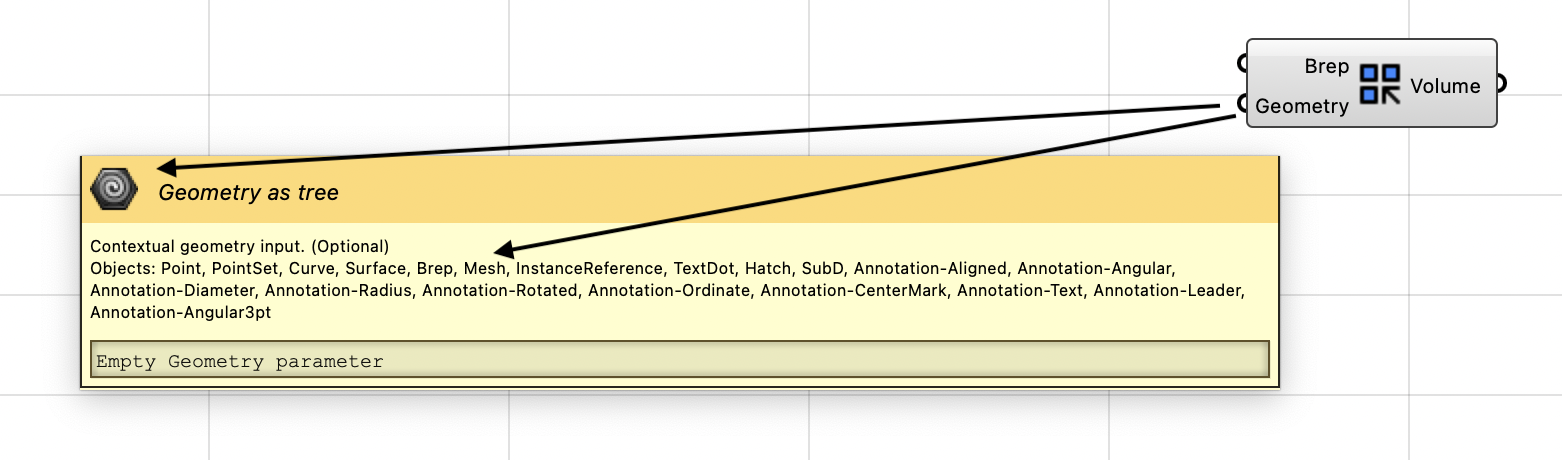 Brep
Volume
Geometry
Geometry as tree
Contextual geometry input. (Optional)
Objects: Point, PointSet, Curve, Surface, Brep, Mesh, InstanceReference, TextDot, Hatch, SubD, Annotation-Aligned, Annotation-Angular,
Annotation-Diameter, Annotation-Radius, Annotation-Rotated, Annotation-Ordinate, Annotation-CenterMark, Annotation-Text, Annotation-Leader,
Annotation-Angular3pt
Empty Geometry parameter